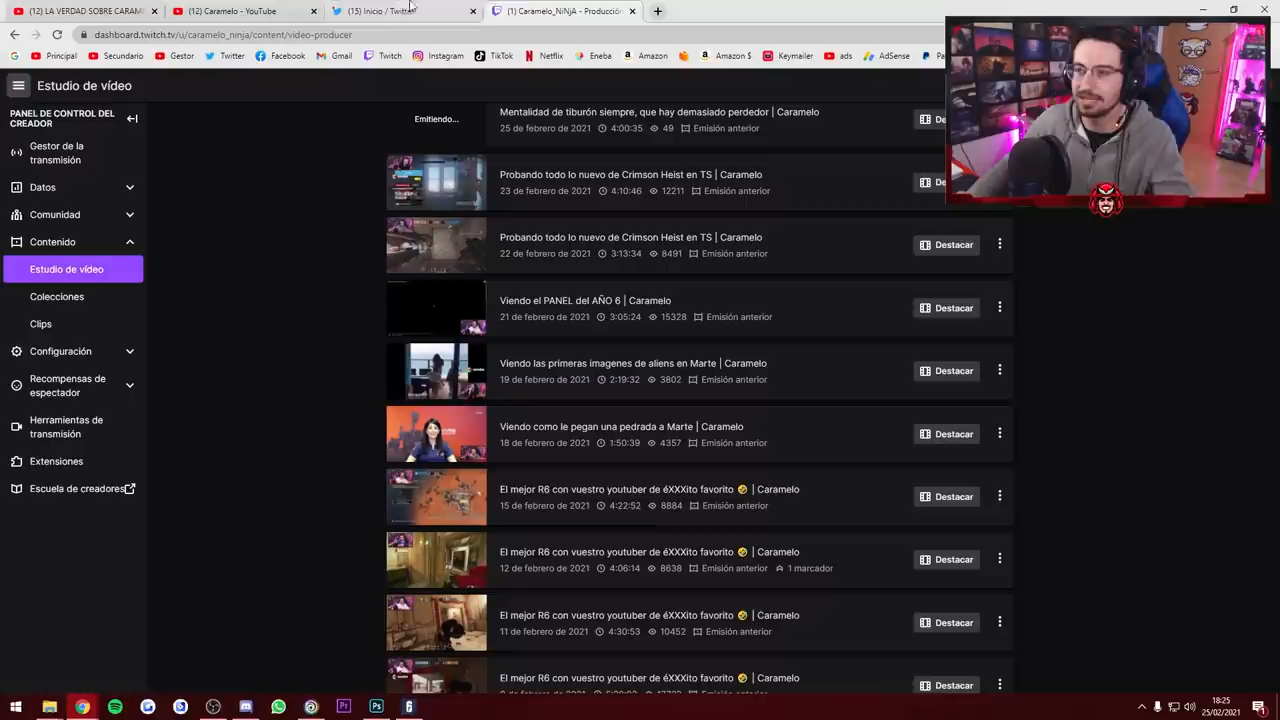 (12) LA VERDAD SOBRE CARAM
(12) Caramelo - YouTube
(15) Inicio / Twitter
(1) Caramelo_NiNjA - Producción
dashboard.twitch.tv/u/caramelo_ninja/content/video-producer
Principal
Secundario
Gestor
Twitter
Facebook
Gmail
Twitch
Instagram
TikTok
Netflix
Eneba
Amazon
Amazon
Keymailer
ads
AdSense
Estudio de vídeo
PANEL DE CONTROL DEL
CREADOR
Gestor de la
transmisión
Datos
Comunidad
Contenido
Estudio de vídeo
Colecciones
Clips
Configuración
Recompensas de
espectador
Herramientas de
transmisión
Extensiones
Escuela de creadores
Emitiendo...
Mentalidad de tiburón siempre, que hay demasiado perdedor | Caramelo
25 de febrero de 2021 4:00:35 49 Emisión anterior
De
Probando todo lo nuevo de Crimson Heist en TS | Caramelo
23 de febrero de 2021 4:10:46 12211 Emisión anterior
De
Probando todo lo nuevo de Crimson Heist en TS | Caramelo
22 de febrero de 2021 3:13:34 8491 Emisión anterior
Destacar
Viendo el PANEL del AÑO 6 | Caramelo
21 de febrero de 2021 3:05:24 15328 Emisión anterior
Destacar
Viendo las primeras imagenes de aliens en Marte | Caramelo
19 de febrero de 2021 2:19:32 3802 Emisión anterior
Destacar
Viendo como le pegan una pedrada a Marte | Caramelo
18 de febrero de 2021 1:50:39 4357 Emisión anterior
Destacar
El mejor R6 con vuestro youtuber de éXXXito favorito 🤣 | Caramelo
15 de febrero de 2021 4:22:52 8884 Emisión anterior
Destacar
El mejor R6 con vuestro youtuber de éXXXito favorito 🤣 | Caramelo
12 de febrero de 2021 4:06:14 8638 Emisión anterior 1 marcador
Destacar
El mejor R6 con vuestro youtuber de éXXXito favorito 🤣 | Caramelo
11 de febrero de 2021 4:30:53 10452 Emisión anterior
Destacar
El mejor R6 con vuestro youtuber de éXXXito favorito 🤣 | Caramelo
Destacar
18:25
25/02/2021